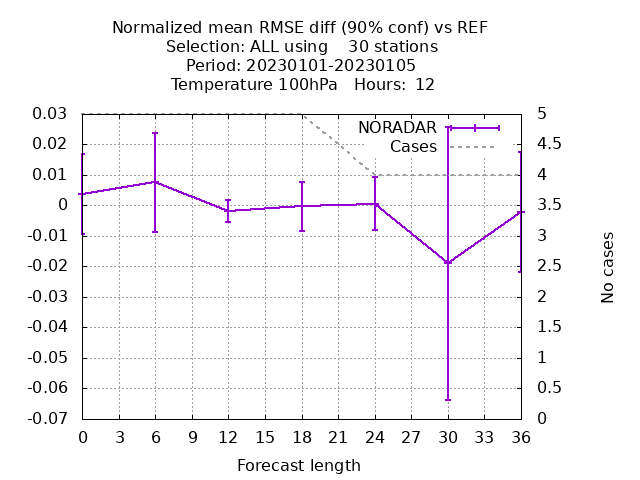 Normalized mean RMSE diff (90% conf) vs REF
Selection: ALL using    30 stations
Period: 20230101-20230105
Temperature 100hPa   Hours:  12
NORADAR
Cases
0.03
0.02
0.01
0
-0.01
-0.02
-0.03
-0.04
-0.05
-0.06
-0.07
5
4.5
4
3.5
3
2.5
2
1.5
1
0.5
0
No cases
0 3 6 9 12 15 18 21 24 27 30 33 36
Forecast length